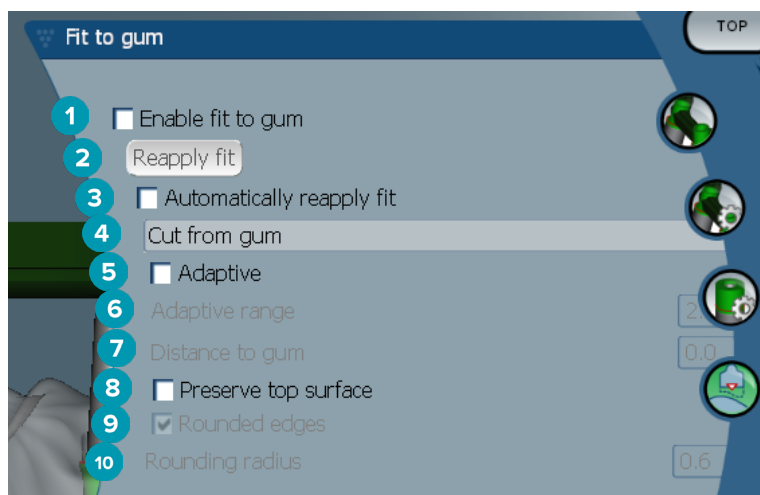 TOP
Fit to gum
1 Enable fit to gum
2 Reapply fit
3 Automatically reapply fit
4 Cut from gum
5 Adaptive
6 Adaptive range 2.
7 Distance to gum 0.0
8 Preserve top surface
9 Rounded edges
10 Rounding radius 0.6